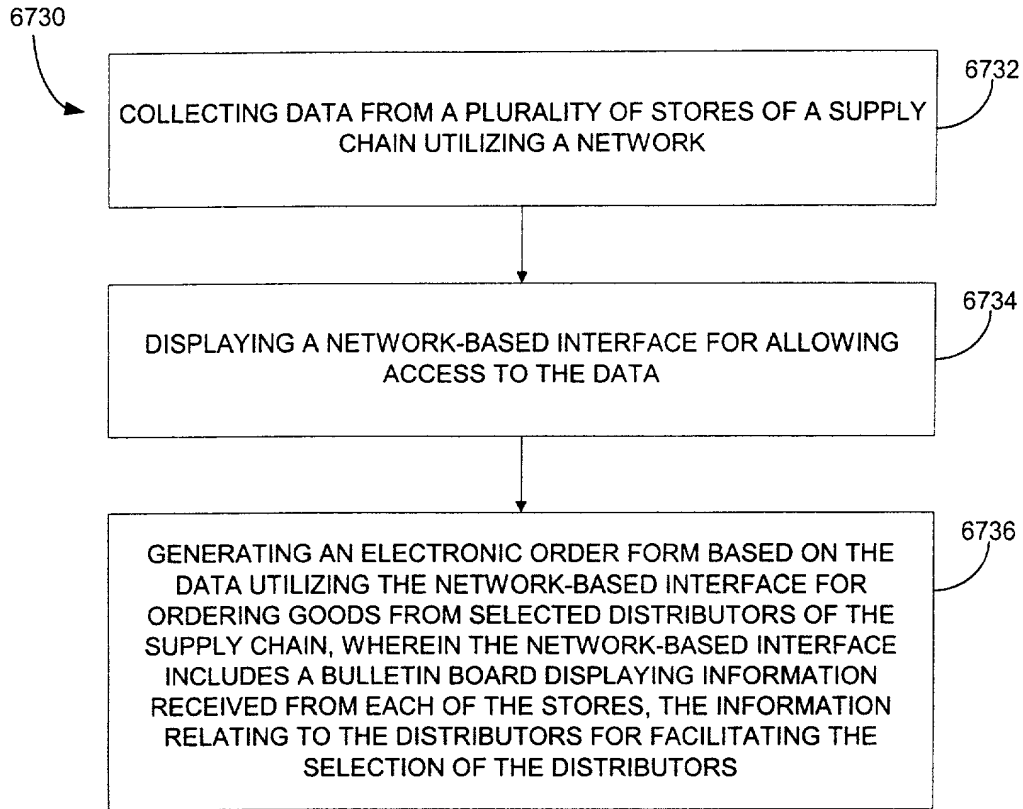 6730
6732
COLLECTING DATA FROM A PLURALITY OF STORES OF A SUPPLY
CHAIN UTILIZING A NETWORK
6734
DISPLAYING A NETWORK-BASED INTERFACE FOR ALLOWING
ACCESS TO THE DATA
6736
GENERATING AN ELECTRONIC ORDER FORM BASED ON THE
DATA UTILIZING THE NETWORK-BASED INTERFACE FOR
ORDERING GOODS FROM SELECTED DISTRIBUTORS OF THE
SUPPLY CHAIN, WHEREIN THE NETWORK-BASED INTERFACE
INCLUDES A BULLETIN BOARD DISPLAYING INFORMATION
RECEIVED FROM EACH OF THE STORES, THE INFORMATION
RELATING TO THE DISTRIBUTORS FOR FACILITATING THE
SELECTION OF THE DISTRIBUTORS